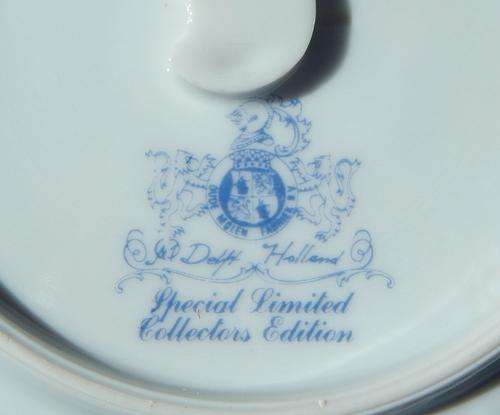 Delft Holland
Special Limited
Collectors Edition